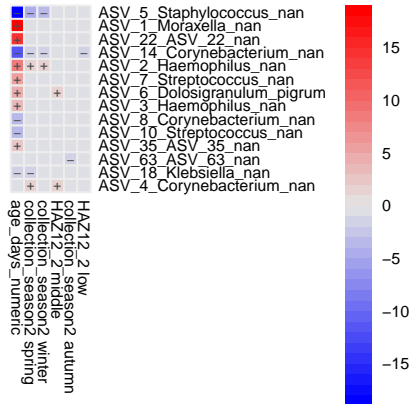 ASV_5_Staphylococcus_nan
ASV_1_Moraxella_nan
ASV_22_ASV_22_nan
ASV_14_Corynebacterium_nan
ASV_2_Haemophilus_nan
ASV_7_Streptococcus_nan
ASV_6_Dolosigranulum_pigrum
ASV_3_Haemophilus_nan
ASV_8_Corynebacterium_nan
ASV_10_Streptococcus_nan
ASV_35_ASV_35_nan
ASV_63_ASV_63_nan
ASV_18_Klebsiella_nan
ASV_4_Corynebacterium_nan
age_days_numeric
collection_season2 spring
collection_season2 winter
HAZ12_2 middle
collection_season2 autumn
HAZ12_2 low
15
10
5
0
−5
−10
−15